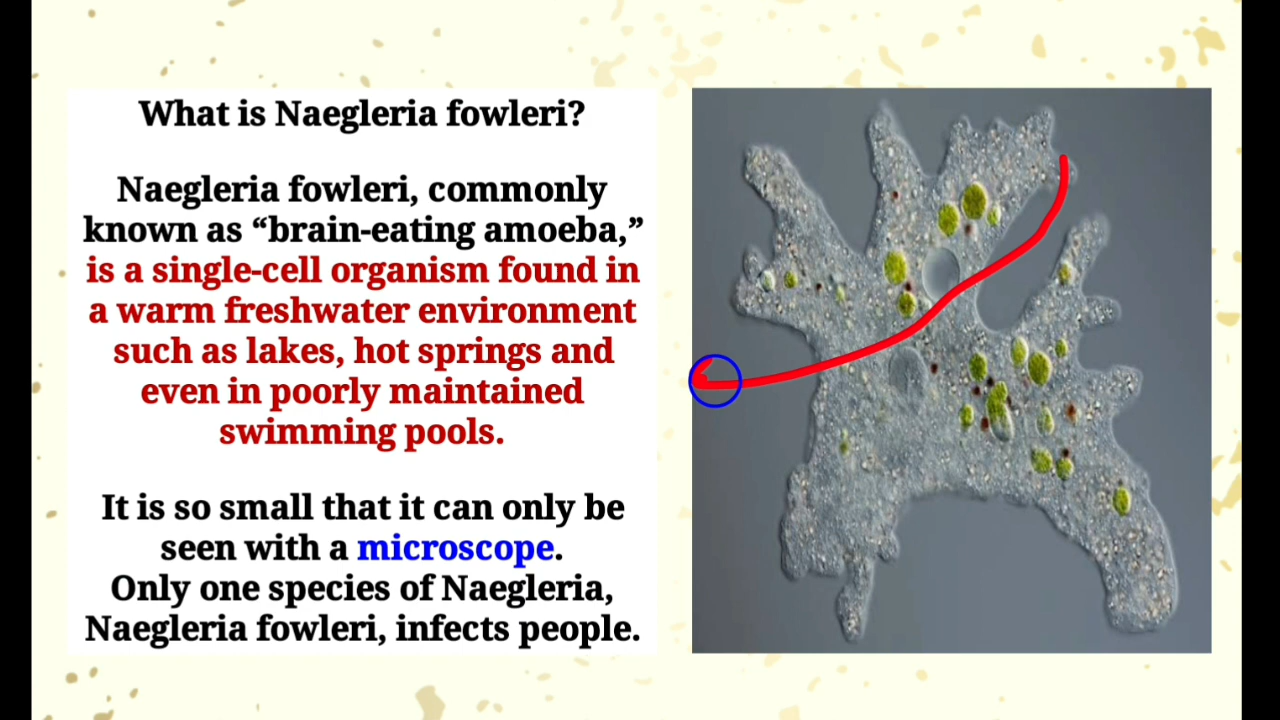 What is Naegleria fowleri?
Naegleria fowleri, commonly
known as “brain-eating amoeba,”
is a single-cell organism found in
a warm freshwater environment
such as lakes, hot springs and
even in poorly maintained
swimming pools.
It is so small that it can only be
seen with a microscope.
Only one species of Naegleria,
Naegleria fowleri, infects people.